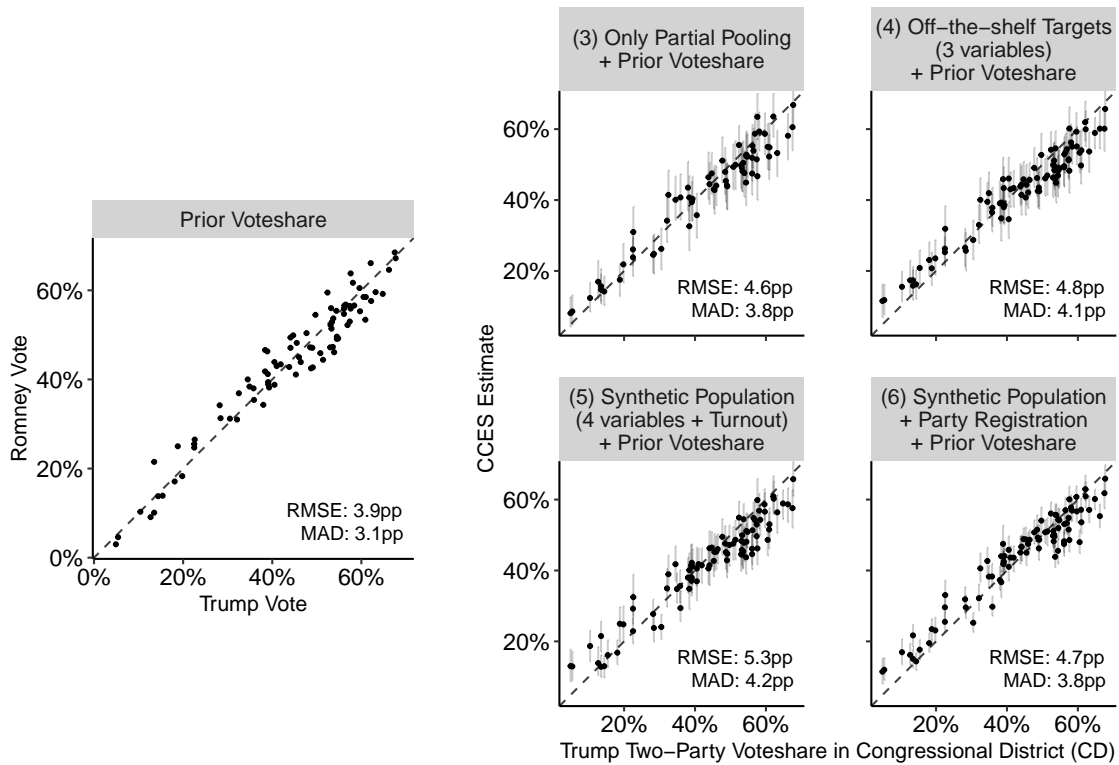 Prior Voteshare
Romney Vote
60%
40%
20%
0%
RMSE: 3.9pp
MAD: 3.1pp
0% 20% 40% 60%
Trump Vote
CCES Estimate
(3) Only Partial Pooling
+ Prior Voteshare
60%
40%
20%
RMSE: 4.6pp
MAD: 3.8pp
(4) Off−the−shelf Targets
(3 variables)
+ Prior Voteshare
RMSE: 4.8pp
MAD: 4.1pp
(5) Synthetic Population
(4 variables + Turnout)
+ Prior Voteshare
60%
40%
20%
RMSE: 5.3pp
MAD: 4.2pp
20% 40% 60%
(6) Synthetic Population
+ Party Registration
+ Prior Voteshare
RMSE: 4.7pp
MAD: 3.8pp
20% 40% 60%
Trump Two−Party Voteshare in Congressional District (CD)